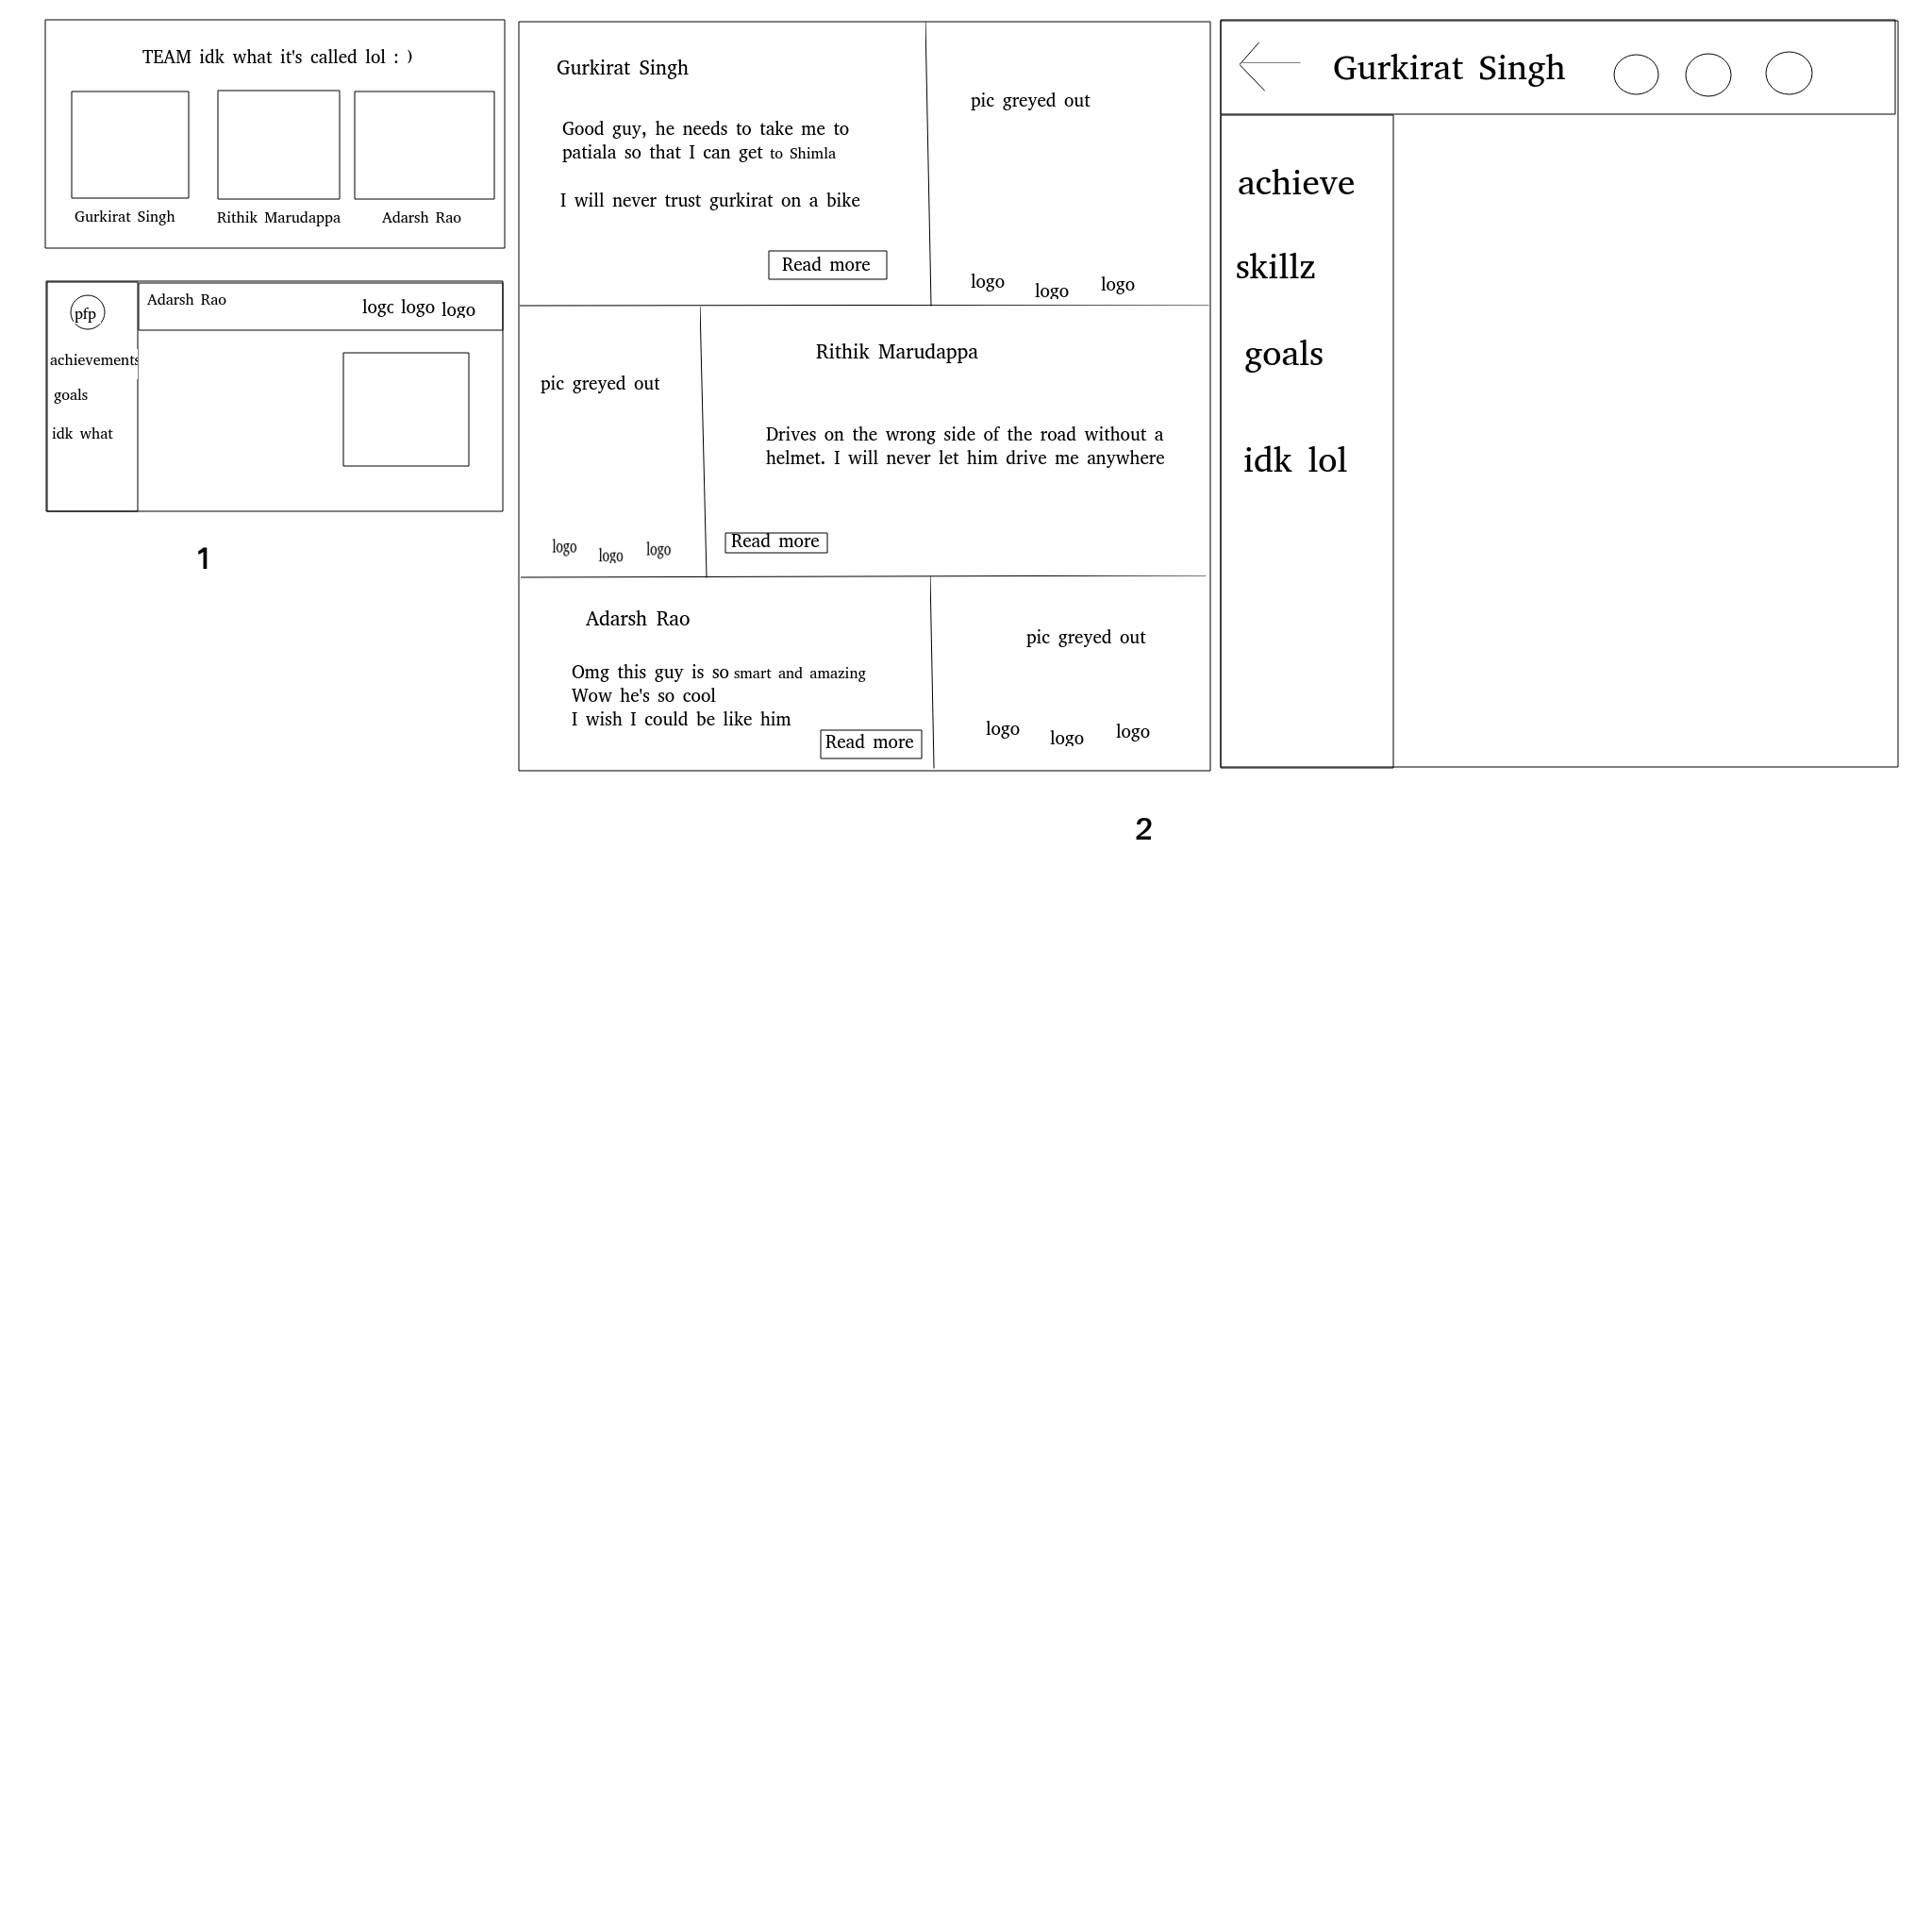 TEAM idk what it's called lol : )
Gurkirat Singh
Rithik Marudappa
Adarsh Rao
pfp
Adarsh Rao
logo logo logo
achievements
goals
idk what
1
Gurkirat Singh
Good guy, he needs to take me to
patiala so that I can get to Shimla
I will never trust gurkirat on a bike
Read more
pic greyed out
logo
logo
logo
pic greyed out
logo
logo
logo
Rithik Marudappa
Drives on the wrong side of the road without a
helmet. I will never let him drive me anywhere
Read more
Adarsh Rao
Omg this guy is so smart and amazing
Wow he's so cool
I wish I could be like him
Read more
pic greyed out
logo
logo
logo
Gurkirat Singh
achieve
skillz
goals
idk lol
2